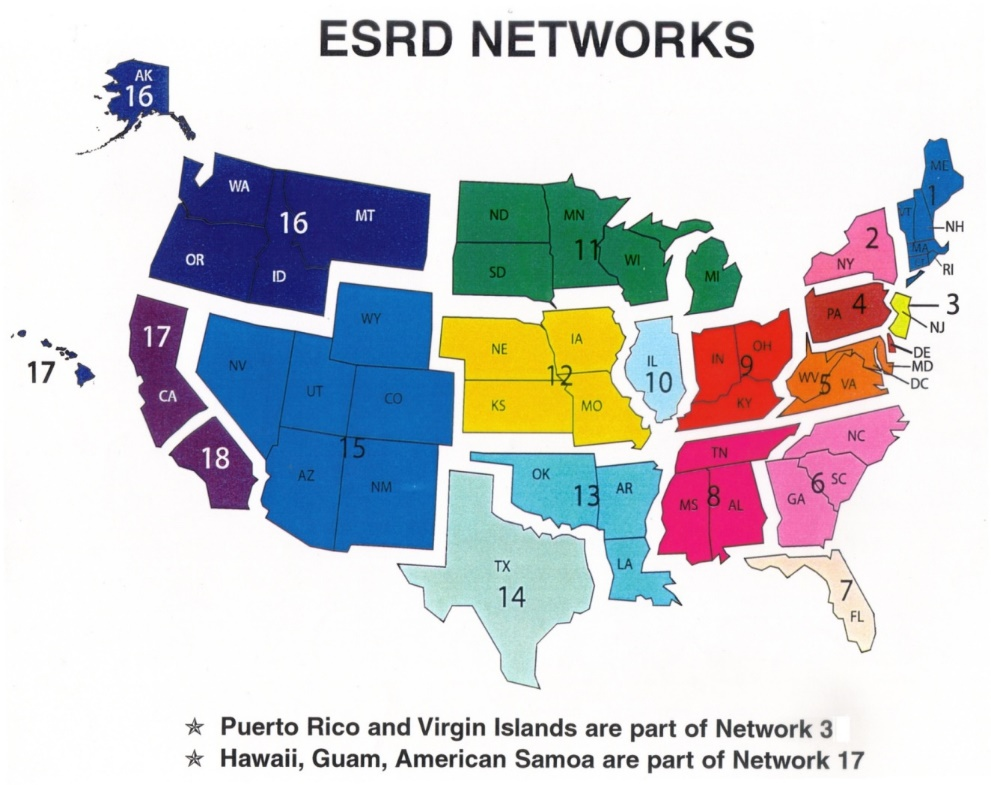 ESRD NETWORKS
AK
16
WA
16
MT
OR
ID
ND
MN
11
SD
WI
MI
ME
1
VT
NH
MA
RI
2
NY
4
PA
3
NJ
DE
MD
DC
17
CA
18
17
WY
NV
UT
CO
15
AZ
NM
NE
IA
12
KS
MO
IL
10
IN
OH
9
KY
WV
5
VA
NC
6
SC
GA
TN
MS
8
AL
OK
13
AR
LA
TX
14
7
FL
✯ Puerto Rico and Virgin Islands are part of Network 3
✯ Hawaii, Guam, American Samoa are part of Network 17